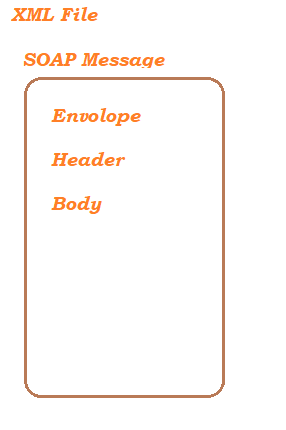 XML File
SOAP Message
Envolope
Header
Body